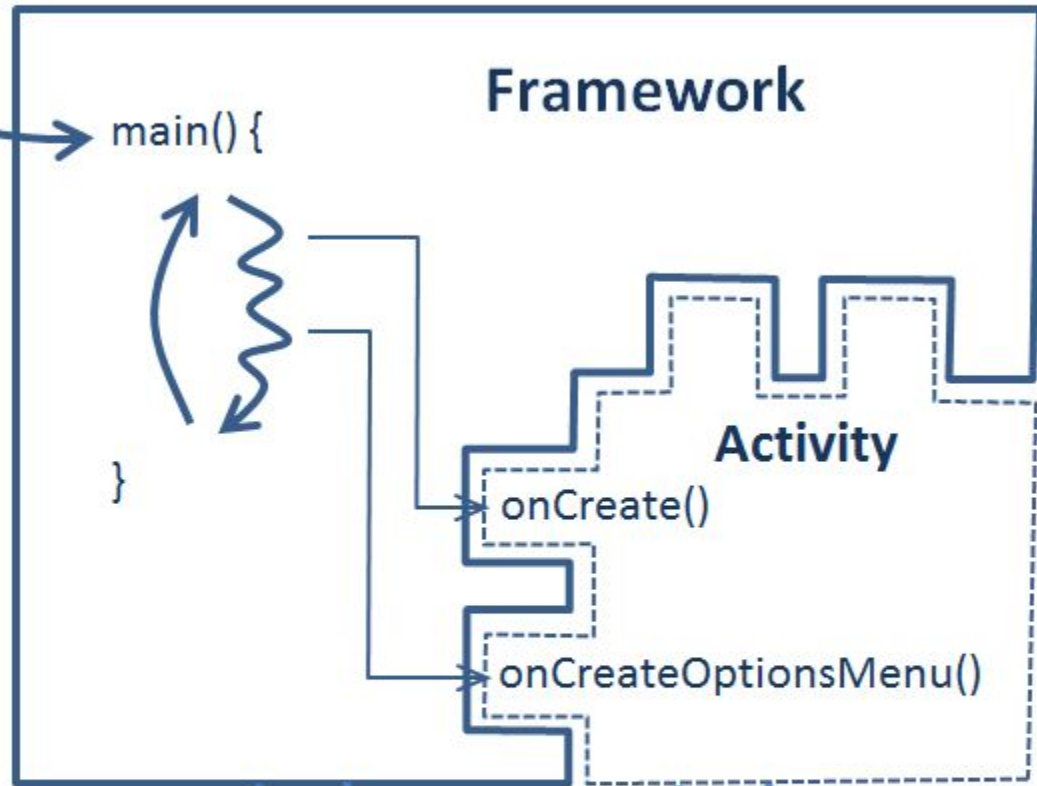 Framework
main() {
}
Activity
onCreate()
onCreateOptionsMenu()